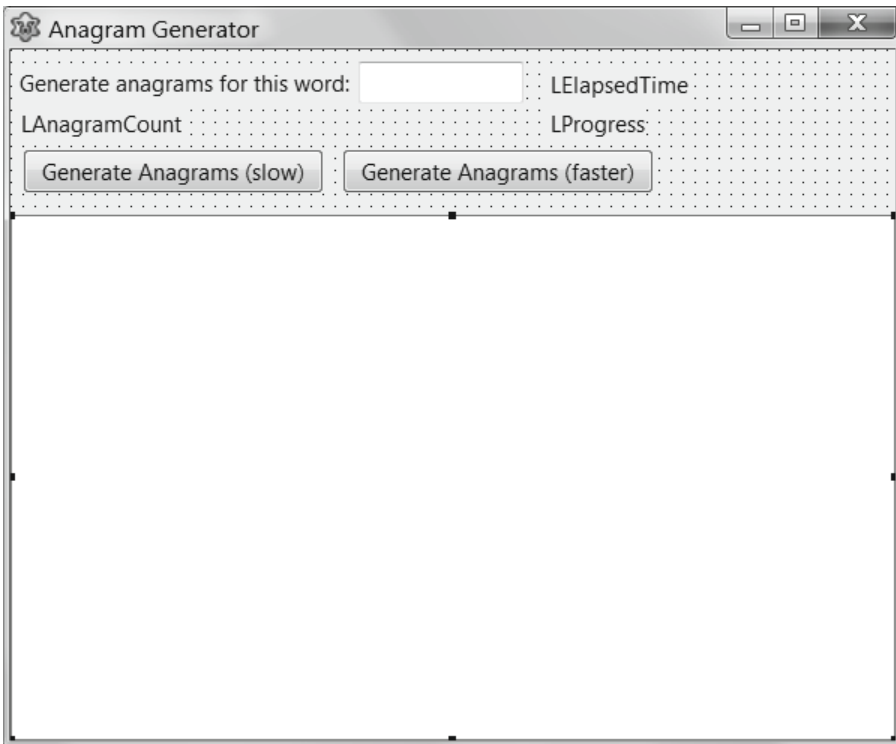 Anagram Generator
Generate anagrams for this word: LElapsedTime
LAnagramCount LProgress
Generate Anagrams (slow) Generate Anagrams (faster)